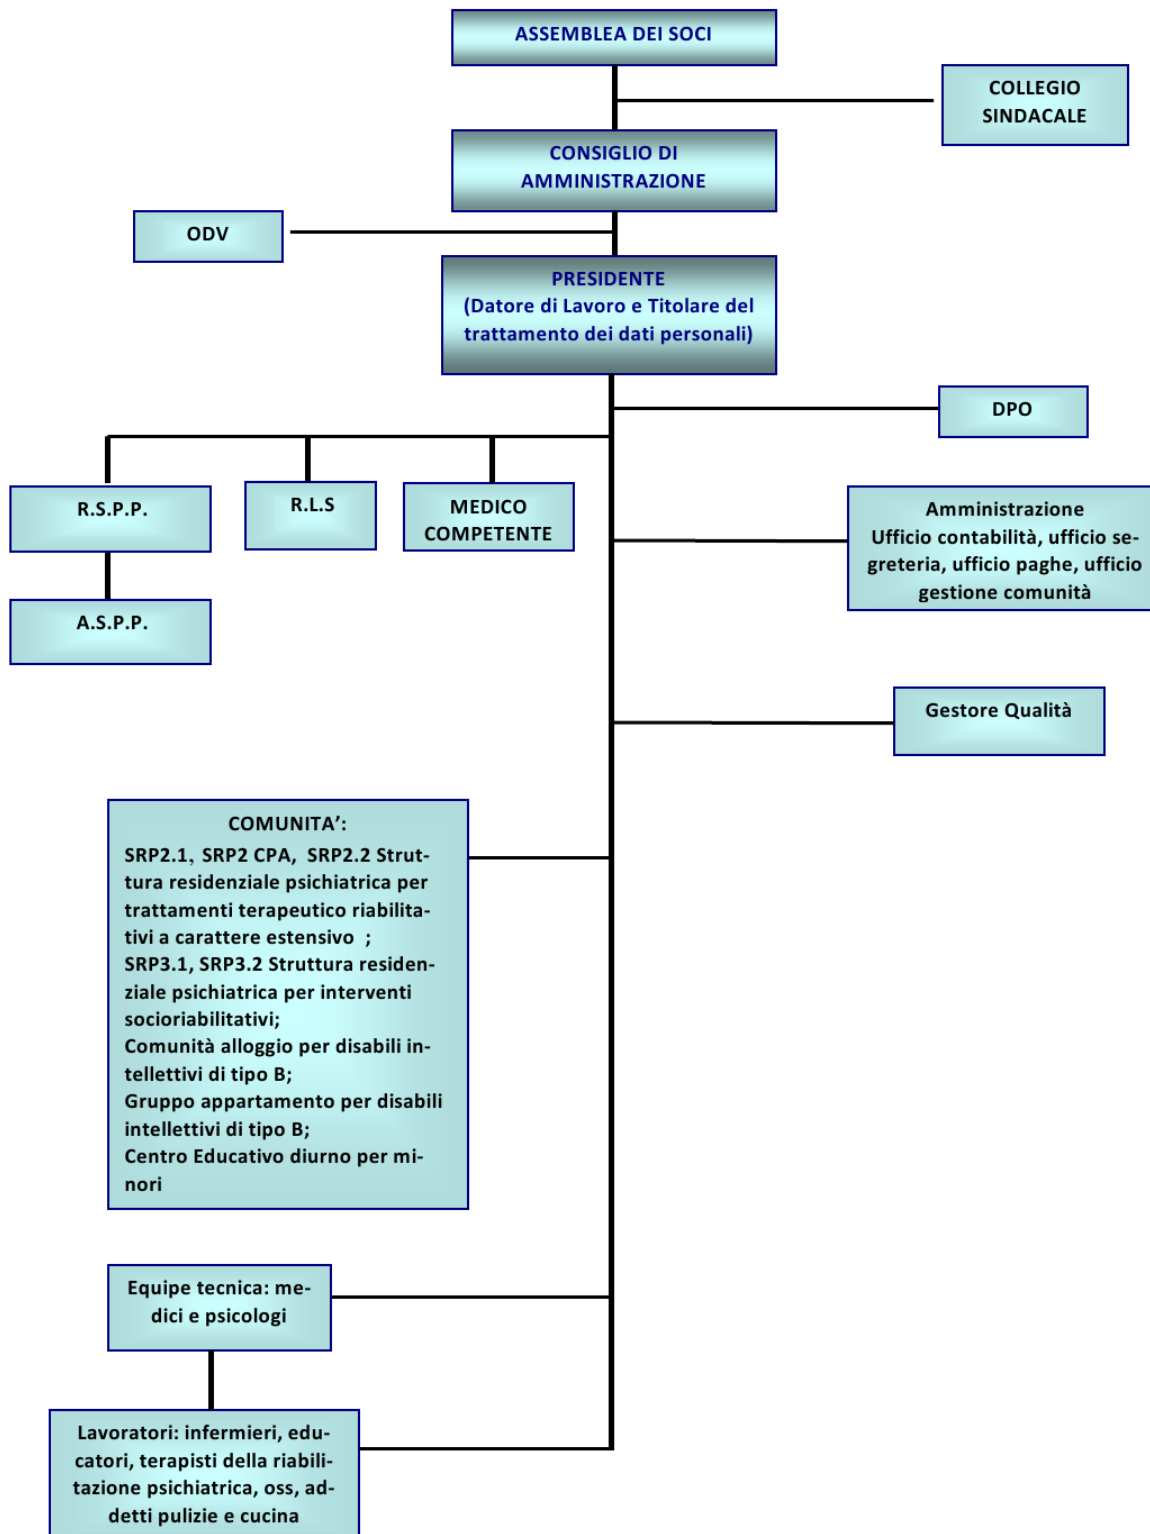 ASSEMBLEA DEI SOCI
COLLEGIO
SINDACALE
CONSIGLIO DI
AMMINISTRAZIONE
ODV
PRESIDENTE
(Datore di Lavoro e Titolare del
trattamento dei dati personali)
DPO
R.S.P.P.
R.L.S
MEDICO
COMPETENTE
Amministrazione
Ufficio contabilità, ufficio se-
greteria, ufficio paghe, ufficio
gestione comunità
A.S.P.P.
Gestore Qualità
COMUNITA’:
SRP2.1, SRP2 CPA,  SRP2.2 Strut-
tura residenziale psichiatrica per
trattamenti terapeutico riabilita-
tivi a carattere estensivo  ;
SRP3.1, SRP3.2 Struttura residen-
ziale psichiatrica per interventi
socioriabilitativi;
Comunità alloggio per disabili in-
tellettivi di tipo B;
Gruppo appartamento per disabili
intellettivi di tipo B;
Centro Educativo diurno per mi-
nori
Equipe tecnica: me-
dici e psicologi
Lavoratori: infermieri, edu-
catori, terapisti della riabili-
tazione psichiatrica, oss, ad-
detti pulizie e cucina